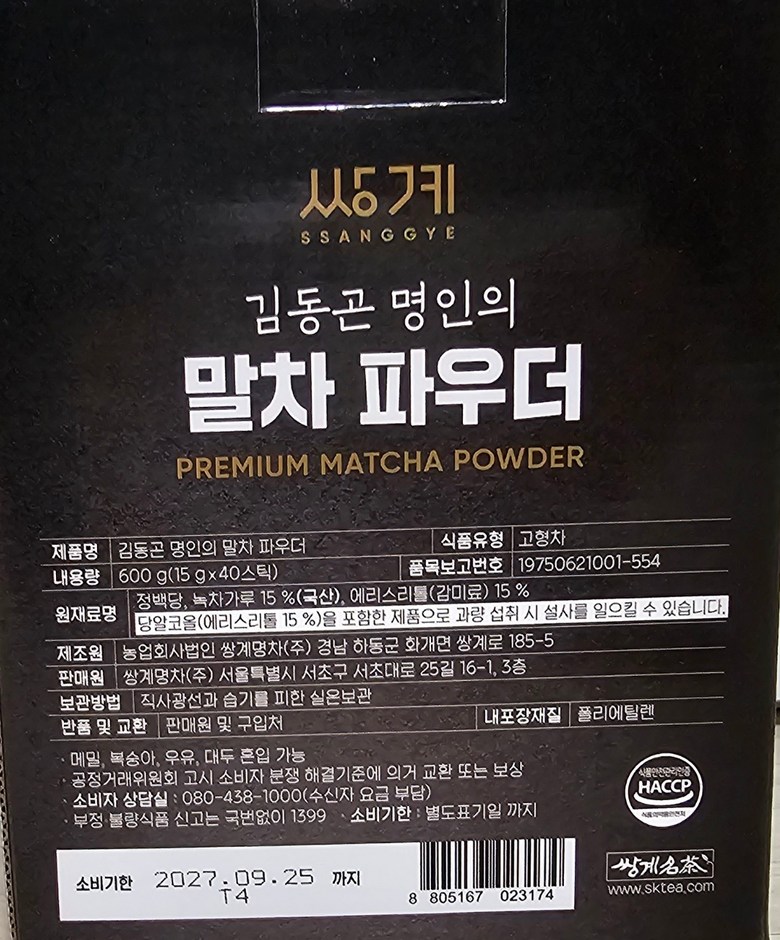 쌍계
SSANGGYE
김동곤 명인의
말차 파우더
PREMIUM MATCHA POWDER
제품명 김동곤 명인의 말차 파우더 식품유형 고형차
내용량 600 g(15 g×40스틱) 품목보고번호 19750621001-554
원재료명 정백당, 녹차가루 15 %(국산), 에리스리톨(감미료) 15 %
당알코올(에리스리톨 15 %)을 포함한 제품으로 과량 섭취 시 설사를 일으킬 수 있습니다.
제조원 농업회사법인 쌍계명차(주) 경남 하동군 화개면 쌍계로 185-5
판매원 쌍계명차(주) 서울특별시 서초구 서초대로 25길 16-1, 3층
보관방법 직사광선과 습기를 피한 실온보관
반품 및 교환 판매원 및 구입처 내포장재질 폴리에틸렌
· 메밀, 복숭아, 우유, 대두 혼입 가능
· 공정거래위원회 고시 소비자 분쟁 해결기준에 의거 교환 또는 보상
· 소비자 상담실 : 080-438-1000(수신자 요금 부담)
· 부정·불량식품 신고는 국번없이 1399 · 소비기한 : 별도표기일 까지
식품안전관리인증
HACCP
식품의약품안전처
소비기한 2027.09.25 까지
T4
8 805167 023174
쌍계名茶
www.sktea.com